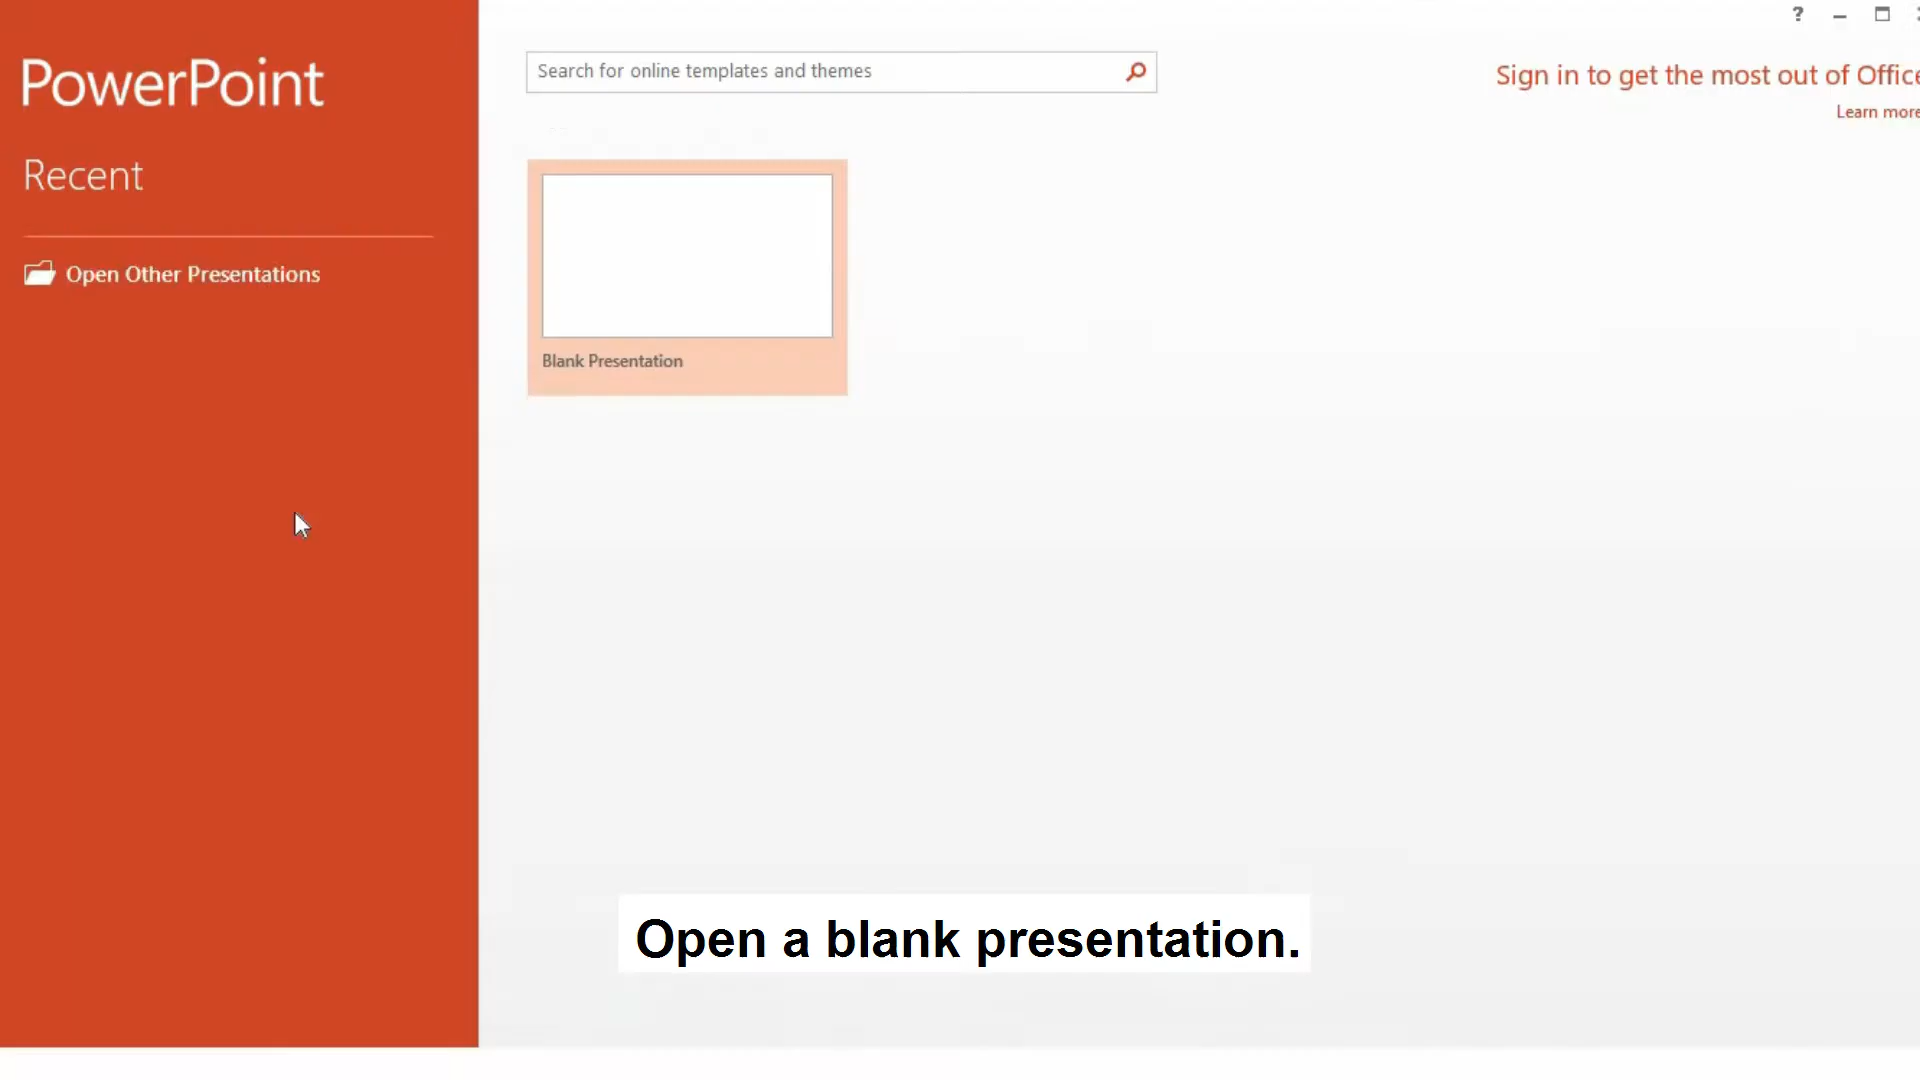 ?
PowerPoint
Search for online templates and themes
Sign in to get the most out of Office
Learn more
Recent
Open Other Presentations
Blank Presentation
Open a blank presentation.